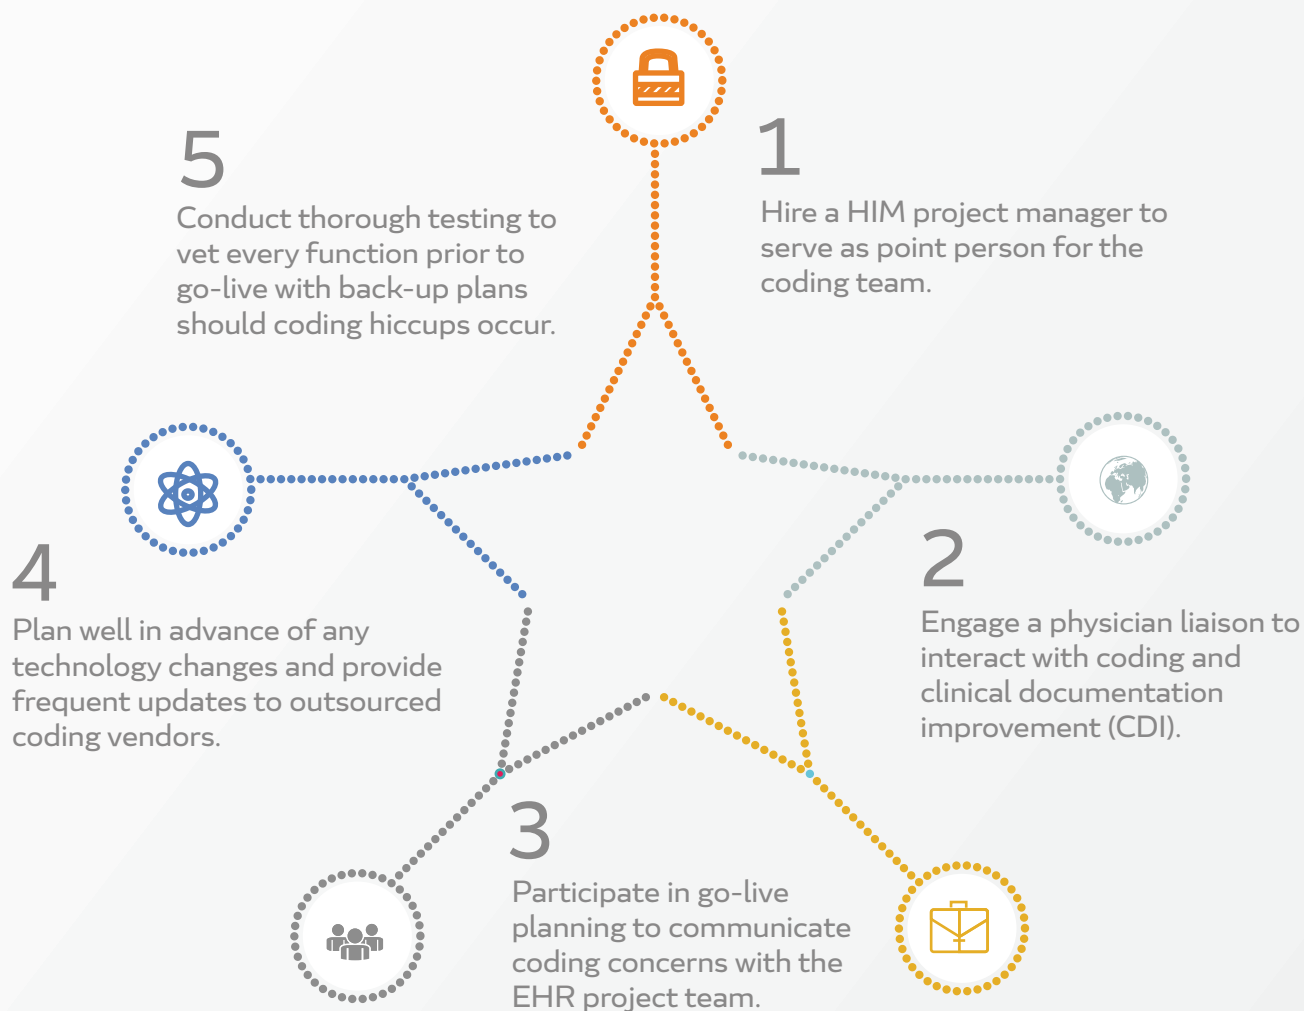 1
Hire a HIM project manager to
serve as point person for the
coding team.
2
Engage a physician liaison to
interact with coding and
clinical documentation
improvement (CDI).
3
Participate in go-live
planning to communicate
coding concerns with the
EHR project team.
4
Plan well in advance of any
technology changes and provide
frequent updates to outsourced
coding vendors.
5
Conduct thorough testing to
vet every function prior to
go-live with back-up plans
should coding hiccups occur.